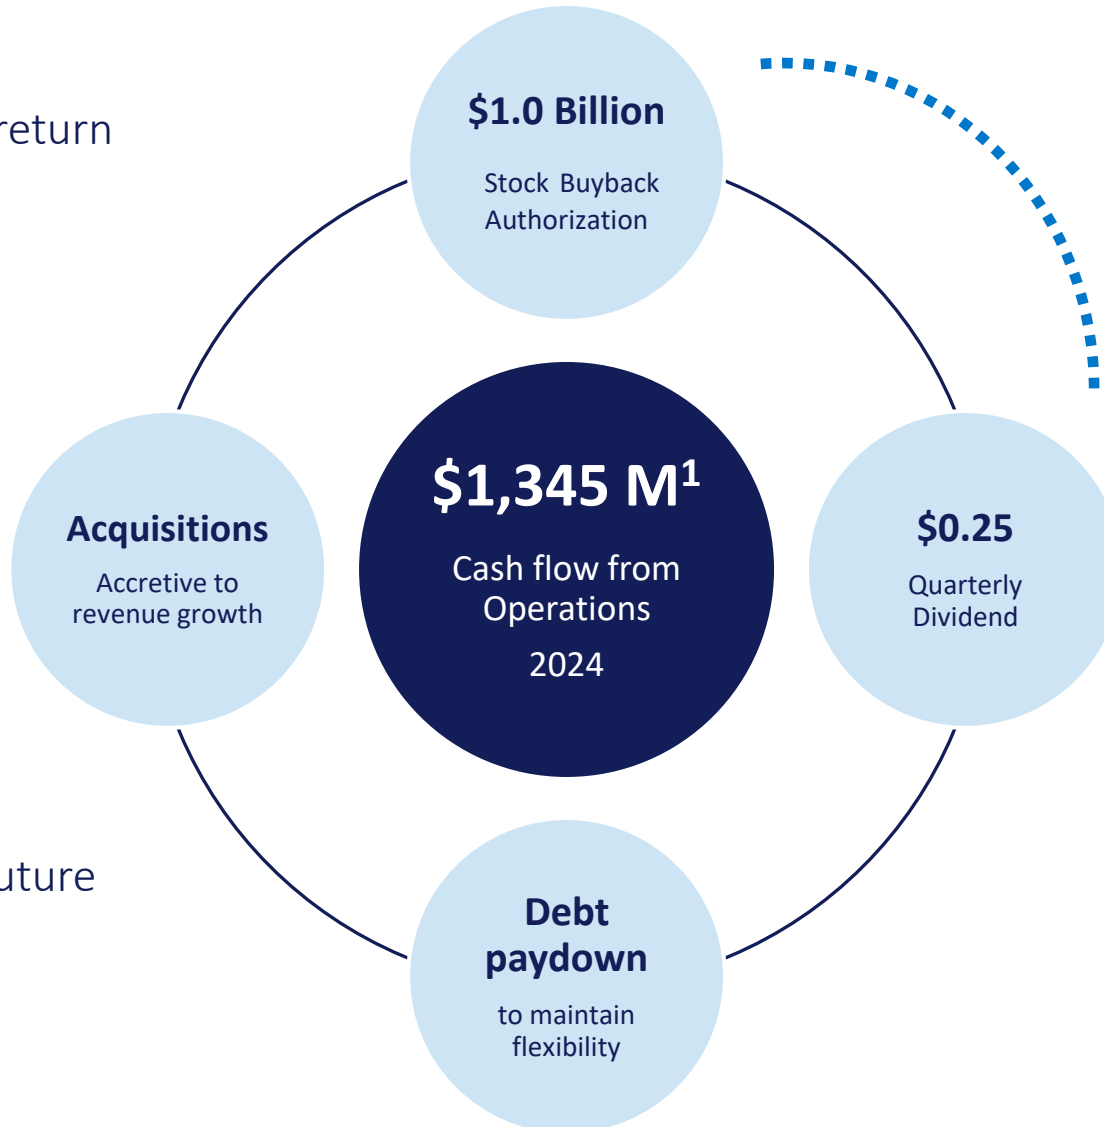 return
$1.0 Billion
Stock Buyback
Authorization
$1,345 M¹
Cash flow from
Operations
2024
Acquisitions
Accretive to
revenue growth
$0.25
Quarterly
Dividend
Debt
paydown
to maintain
flexibility